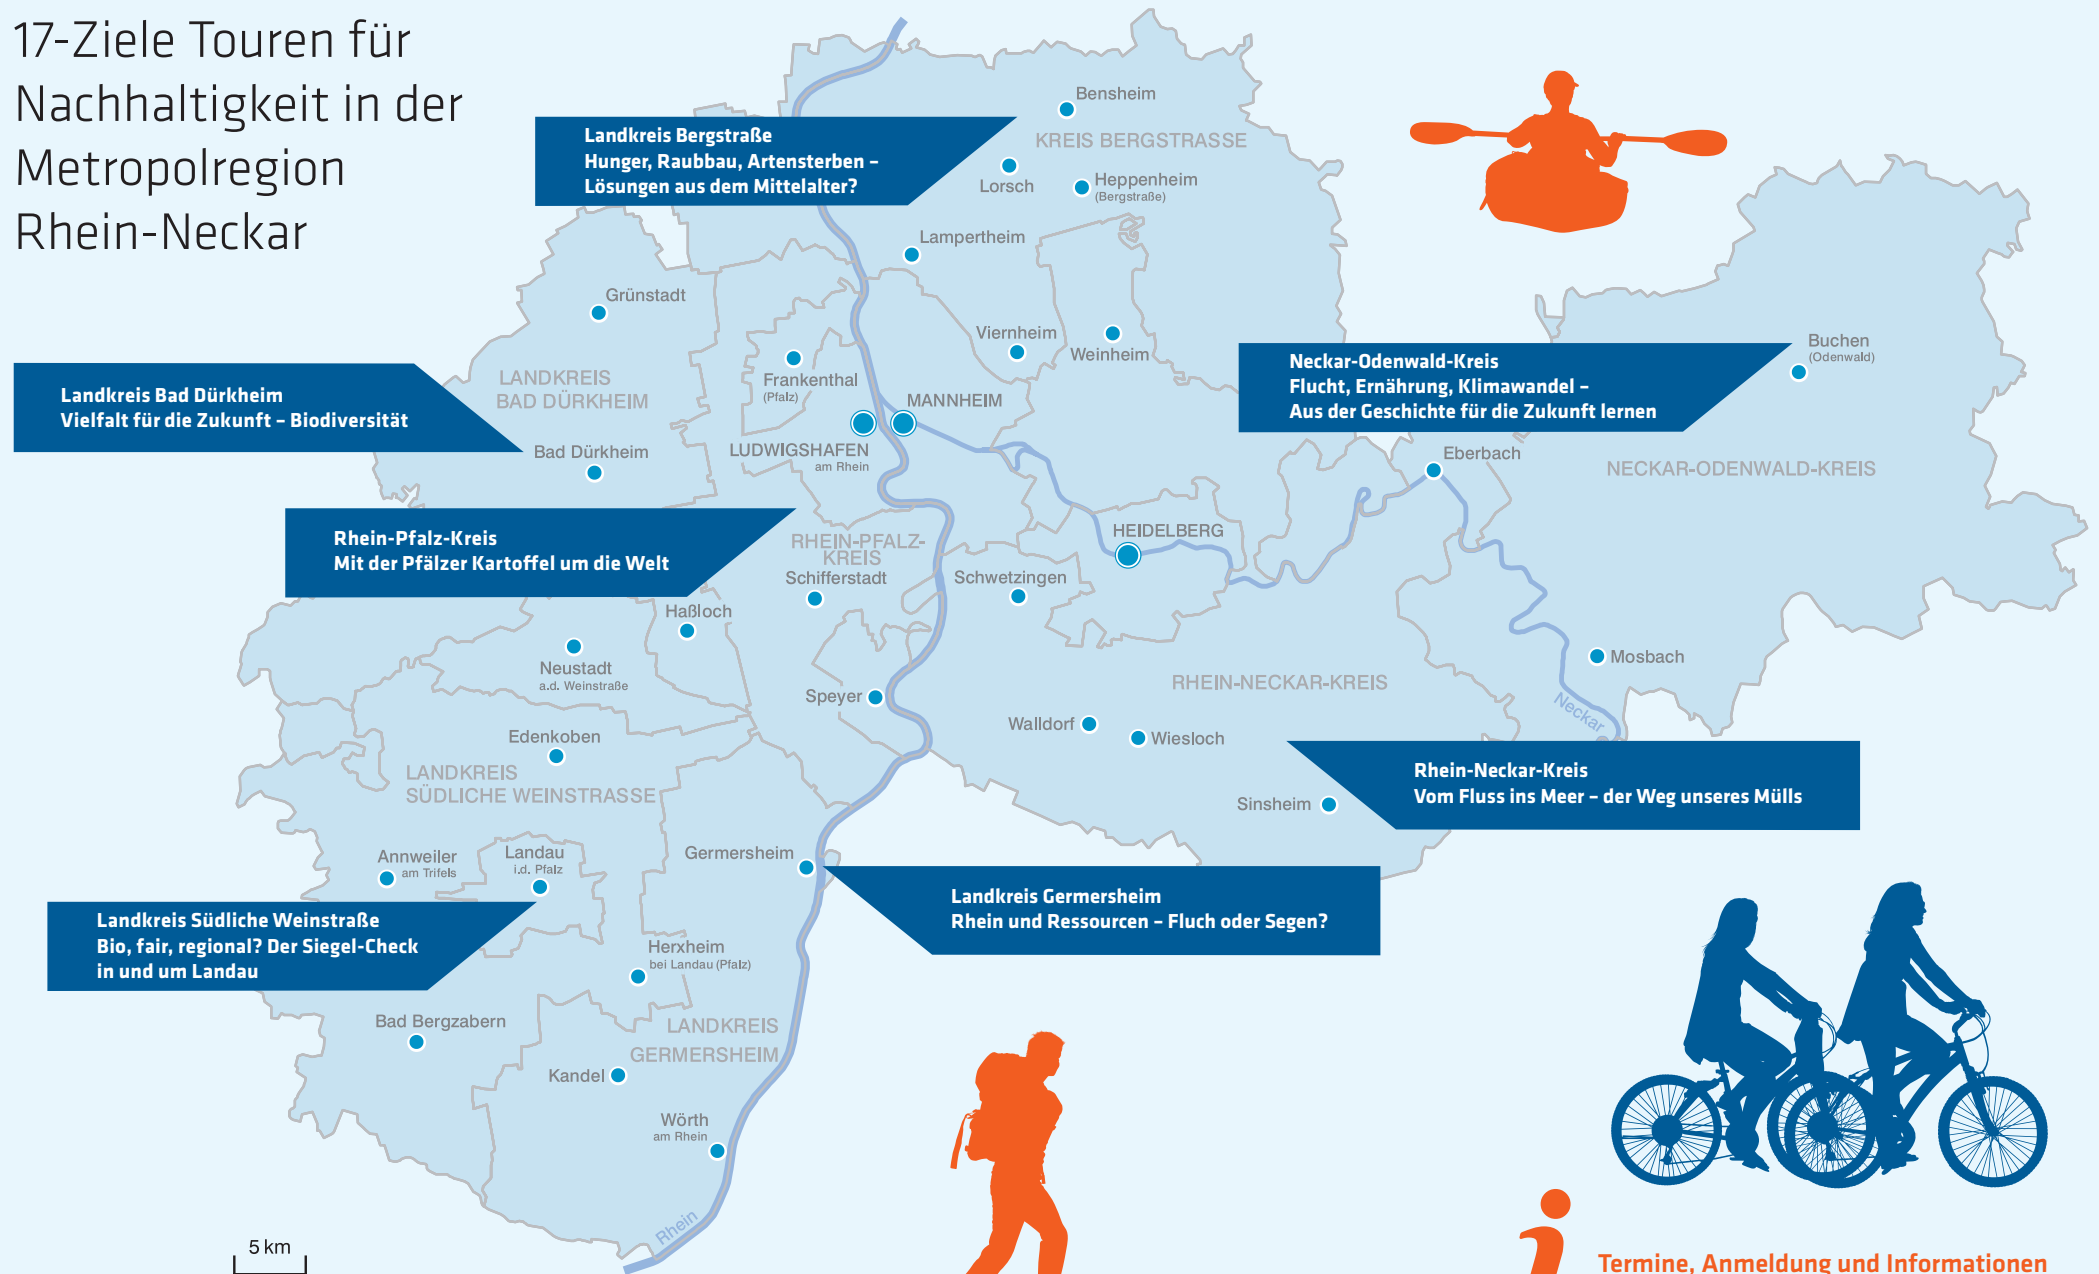 17-Ziele Touren für
Nachhaltigkeit in der
Metropolregion
Rhein-Neckar
Landkreis Bergstraße
Hunger, Raubbau, Artensterben –
Lösungen aus dem Mittelalter?
Bensheim
KREIS BERGSTRASSE
Lorsch
Heppenheim
(Bergstraße)
Lampertheim
Grünstadt
Viernheim
Weinheim
Buchen
(Odenwald)
Neckar-Odenwald-Kreis
Flucht, Ernährung, Klimawandel –
Aus der Geschichte für die Zukunft lernen
Landkreis Bad Dürkheim
Vielfalt für die Zukunft – Biodiversität
LANDKREIS
BAD DÜRKHEIM
Frankenthal
(Pfalz)
MANNHEIM
LUDWIGSHAFEN
am Rhein
Bad Dürkheim
Eberbach
NECKAR-ODENWALD-KREIS
Rhein-Pfalz-Kreis
Mit der Pfälzer Kartoffel um die Welt
RHEIN-PFALZ-
KREIS
HEIDELBERG
Schifferstadt
Schwetzingen
Haßloch
Neustadt
a.d. Weinstraße
Mosbach
Speyer
RHEIN-NECKAR-KREIS
Neckar
Walldorf
Wiesloch
Edenkoben
LANDKREIS
SÜDLICHE WEINSTRASSE
Rhein-Neckar-Kreis
Vom Fluss ins Meer – der Weg unseres Mülls
Sinsheim
Annweiler
am Trifels
Landau
i.d. Pfalz
Germersheim
Landkreis Germersheim
Rhein und Ressourcen – Fluch oder Segen?
Landkreis Südliche Weinstraße
Bio, fair, regional? Der Siegel-Check
in und um Landau
Herxheim
bei Landau (Pfalz)
Bad Bergzabern
LANDKREIS
GERMERSHEIM
Kandel
Wörth
am Rhein
Rhein
5 km
i
Termine, Anmeldung und Informationen